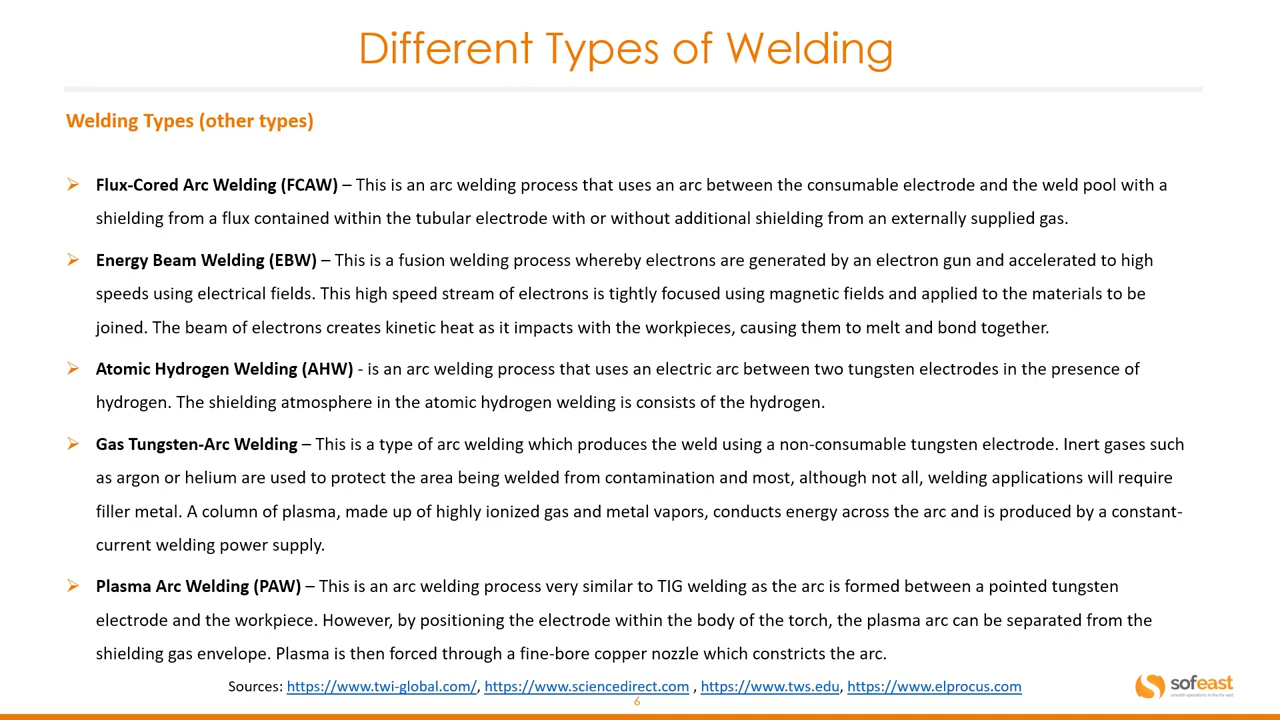 Different Types of Welding
Welding Types (other types)
Flux-Cored Arc Welding (FCAW) – This is an arc welding process that uses an arc between the consumable electrode and the weld pool with a
shielding from a flux contained within the tubular electrode with or without additional shielding from an externally supplied gas.
Energy Beam Welding (EBW) – This is a fusion welding process whereby electrons are generated by an electron gun and accelerated to high
speeds using electrical fields. This high speed stream of electrons is tightly focused using magnetic fields and applied to the materials to be
joined. The beam of electrons creates kinetic heat as it impacts with the workpieces, causing them to melt and bond together.
Atomic Hydrogen Welding (AHW) - is an arc welding process that uses an electric arc between two tungsten electrodes in the presence of
hydrogen. The shielding atmosphere in the atomic hydrogen welding is consists of the hydrogen.
Gas Tungsten-Arc Welding – This is a type of arc welding which produces the weld using a non-consumable tungsten electrode. Inert gases such
as argon or helium are used to protect the area being welded from contamination and most, although not all, welding applications will require
filler metal. A column of plasma, made up of highly ionized gas and metal vapors, conducts energy across the arc and is produced by a constant-
current welding power supply.
Plasma Arc Welding (PAW) – This is an arc welding process very similar to TIG welding as the arc is formed between a pointed tungsten
electrode and the workpiece. However, by positioning the electrode within the body of the torch, the plasma arc can be separated from the
shielding gas envelope. Plasma is then forced through a fine-bore copper nozzle which constricts the arc.
Sources: https://www.twi-global.com/, https://www.sciencedirect.com , https://www.tws.edu, https://www.elprocus.com
6
sofeast
smooth operations in the far east